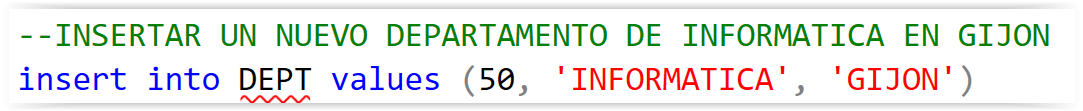 --INSERTAR UN NUEVO DEPARTAMENTO DE INFORMATICA EN GIJON
insert into DEPT values (50, 'INFORMATICA', 'GIJON')